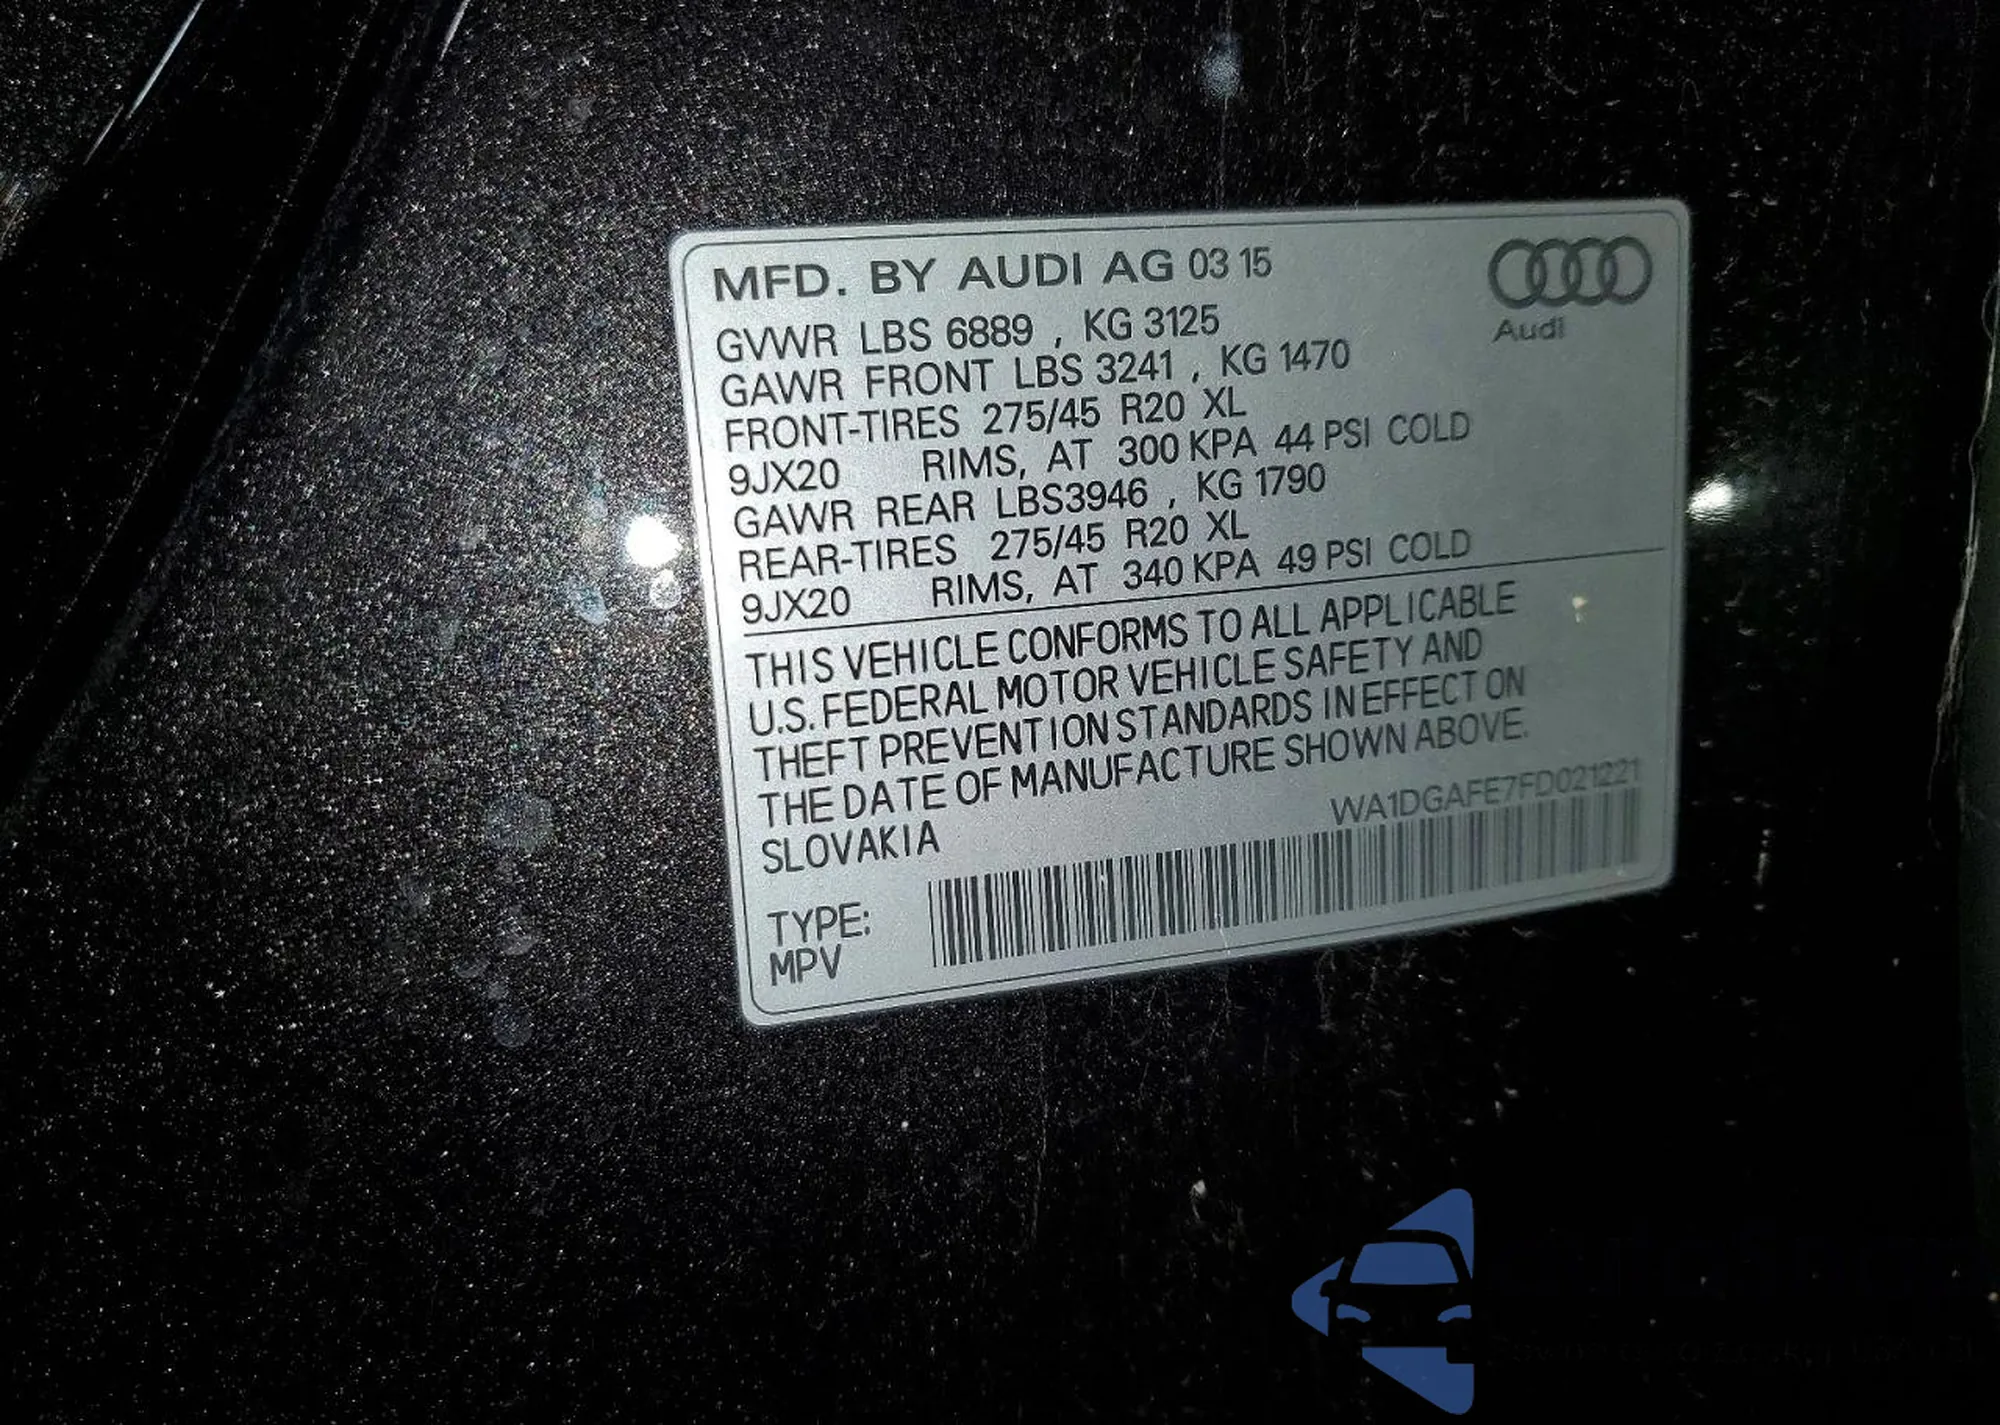 MFD. BY AUDI AG 03 15
Audi
GVWR LBS 6889 , KG 3125
GAWR FRONT LBS 3241 , KG 1470
FRONT-TIRES 275/45 R20 XL
9JX20 RIMS, AT 300 KPA 44 PSI COLD
GAWR REAR LBS3946 , KG 1790
REAR-TIRES 275/45 R20 XL
9JX20 RIMS, AT 340 KPA 49 PSI COLD
THIS VEHICLE CONFORMS TO ALL APPLICABLE
U.S. FEDERAL MOTOR VEHICLE SAFETY AND
THEFT PREVENTION STANDARDS IN EFFECT ON
THE DATE OF MANUFACTURE SHOWN ABOVE.
SLOVAKIA
WA1DGAFE7FD021221
TYPE:
MPV